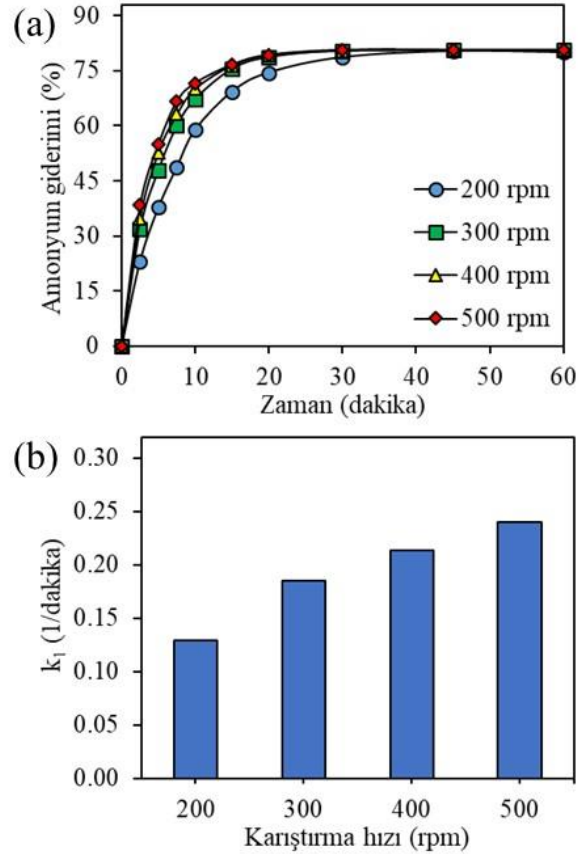 (a)
90
75
60
45
30
15
0
Amonyum giderimi (%)
200 rpm
300 rpm
400 rpm
500 rpm
0 10 20 30 40 50 60
Zaman (dakika)
(b)
0.30
0.25
0.20
0.15
0.10
0.05
0.00
k₁ (1/dakika)
200 300 400 500
Karıştırma hızı (rpm)